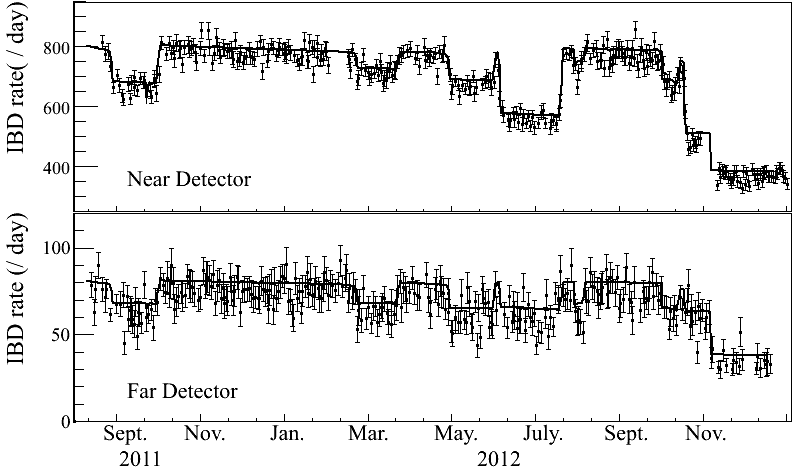 IBD rate( / day)
800
600
400
Near Detector
IBD rate (/ day)
100
50
0
Far Detector
Sept. Nov. Jan. Mar. May. July. Sept. Nov.
2011 2012